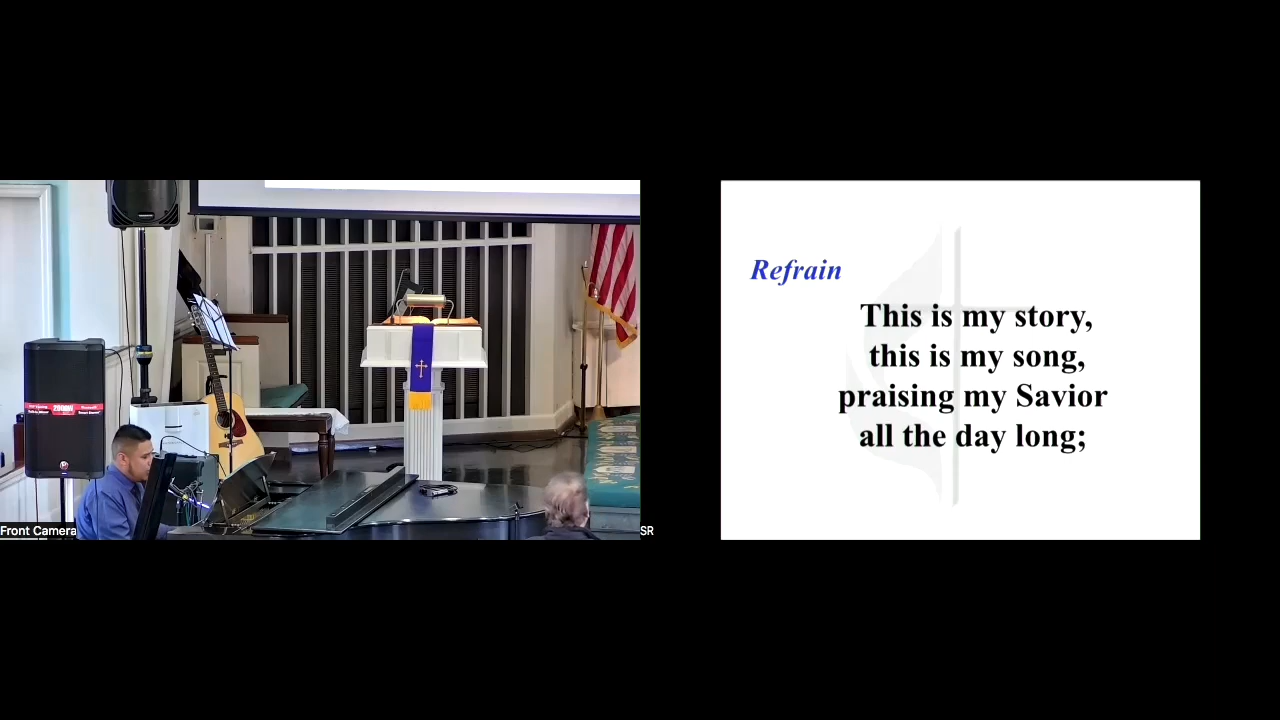 Front Camera
SR
Refrain
This is my story,
this is my song,
praising my Savior
all the day long;